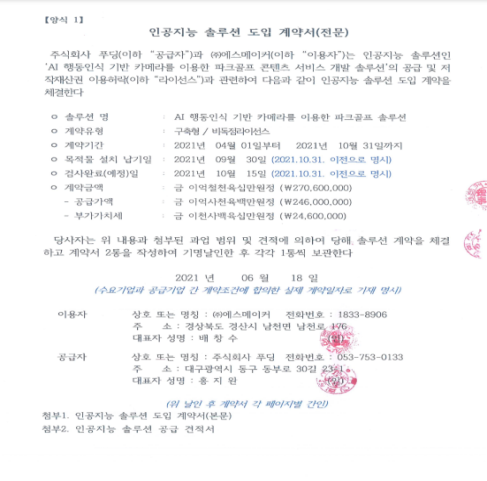 【양식 1】
인공지능 솔루션 도입 계약서(전문)
주식회사 푸딩(이하 "공급자")과 ㈜에스메이커(이하 "이용자")는 인공지능 솔루션인
'AI 행동인식 기반 카메라를 이용한 파크골프 콘텐츠 서비스 개발 솔루션'의 공급 및 저
작재산권 이용허락(이하 "라이선스")과 관련하여 다음과 같이 인공지능 솔루션 도입 계약을
체결한다
ㅇ 솔루션 명 : AI 행동인식 기반 카메라를 이용한 파크골프 솔루션
ㅇ 계약유형 : 구축형 / 비독점라이선스
ㅇ 계약기간 : 2021년 04월 01일부터 2021년 10월 31일까지
ㅇ 목적물 설치 납기일 : 2021년 09월 30일 (2021.10.31. 이전으로 명시)
ㅇ 검사완료(예정)일 : 2021년 10월 15일 (2021.10.31. 이전으로 명시)
ㅇ 계약금액 : 금 이억칠천육십만원정 (₩270,600,000)
- 공급가액 : 금 이억사천육백만원정 (₩246,000,000)
- 부가가치세 : 금 이천사백육십만원정 (₩24,600,000)
당사자는 위 내용과 첨부된 과업 범위 및 견적에 의하여 당해 솔루션 계약을 체결
하고 계약서 2통을 작성하여 기명날인한 후 각각 1통씩 보관한다
2021 년 06 월 18 일
(수요기업과 공급기업 간 계약조건에 합의한 실제 계약일자로 기재 명시)
이용자 상호 또는 명칭 : ㈜에스메이커 전화번호 : 1833-8906
주 소 : 경상북도 경산시 남천면 남천로 176
대표자 성명 : 배 창 수 (인)
공급자 상호 또는 명칭 : 주식회사 푸딩 전화번호 : 053-753-0133
주 소 : 대구광역시 동구 동부로 30길
대표자 성명 : 홍 지 원 (인)
(위 날인 후 계약서 각 페이지별 간인)
첨부1. 인공지능 솔루션 도입 계약서(본문)
첨부2. 인공지능 솔루션 공급 견적서